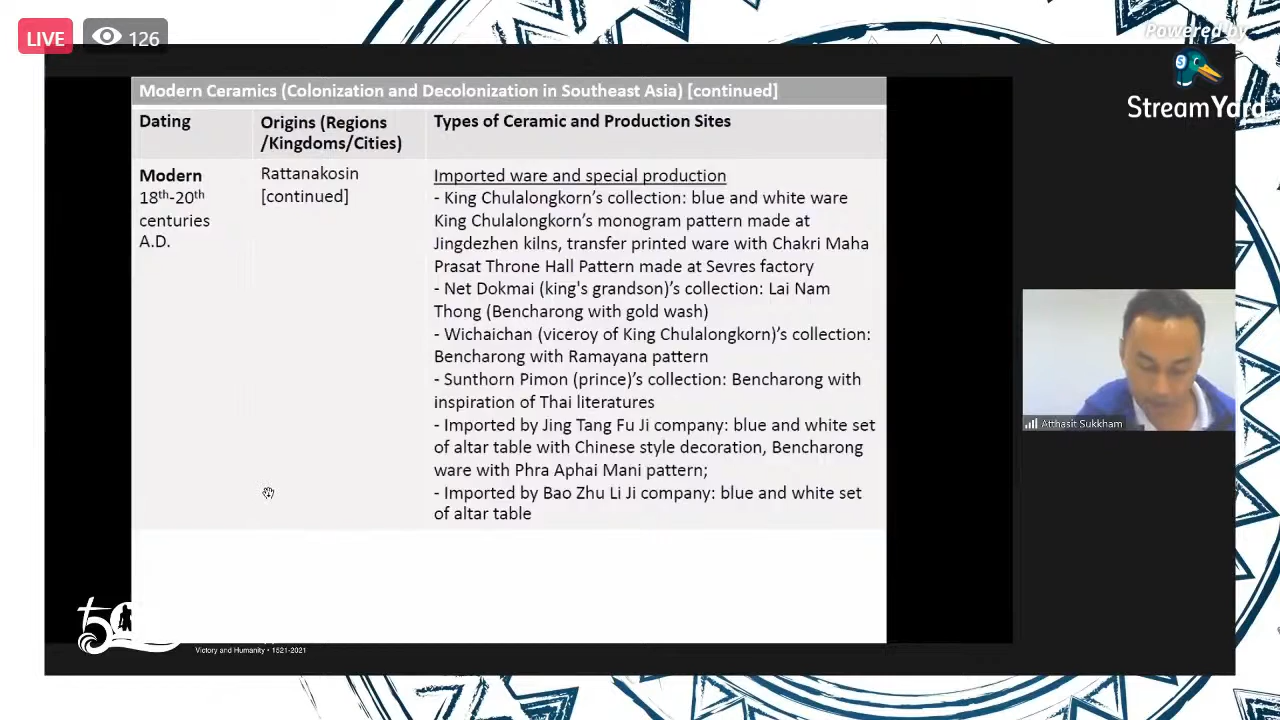 LIVE
126
Powered by
StreamYard
Modern Ceramics (Colonization and Decolonization in Southeast Asia) [continued]
Dating
Origins (Regions
/Kingdoms/Cities)
Types of Ceramic and Production Sites
Modern
18th-20th
centuries
A.D.
Rattanakosin
[continued]
Imported ware and special production
- King Chulalongkorn’s collection: blue and white ware
King Chulalongkorn’s monogram pattern made at
Jingdezhen kilns, transfer printed ware with Chakri Maha
Prasat Throne Hall Pattern made at Sevres factory
- Net Dokmai (king's grandson)’s collection: Lai Nam
Thong (Bencharong with gold wash)
- Wichaichan (viceroy of King Chulalongkorn)’s collection:
Bencharong with Ramayana pattern
- Sunthorn Pimon (prince)’s collection: Bencharong with
inspiration of Thai literatures
- Imported by Jing Tang Fu Ji company: blue and white set
of altar table with Chinese style decoration, Bencharong
ware with Phra Aphai Mani pattern;
- Imported by Bao Zhu Li Ji company: blue and white set
of altar table
Atthasit Sukkham
Victory and Humanity • 1521-2021